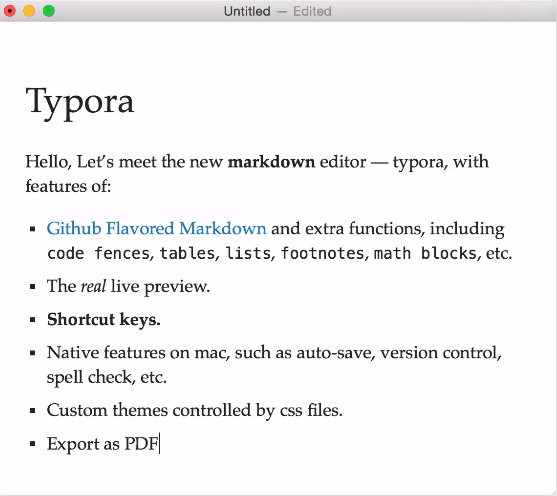 Untitled — Edited
Typora
Hello, Let's meet the new markdown editor — typora, with
features of:
▪ Github Flavored Markdown and extra functions, including
code fences, tables, lists, footnotes, math blocks, etc.
▪ The real live preview.
▪ Shortcut keys.
▪ Native features on mac, such as auto-save, version control,
spell check, etc.
▪ Custom themes controlled by css files.
▪ Export as PDF